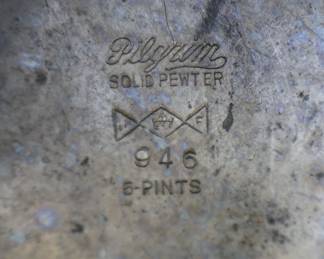 Pilgrim
SOLID PEWTER
946
5-PINTS